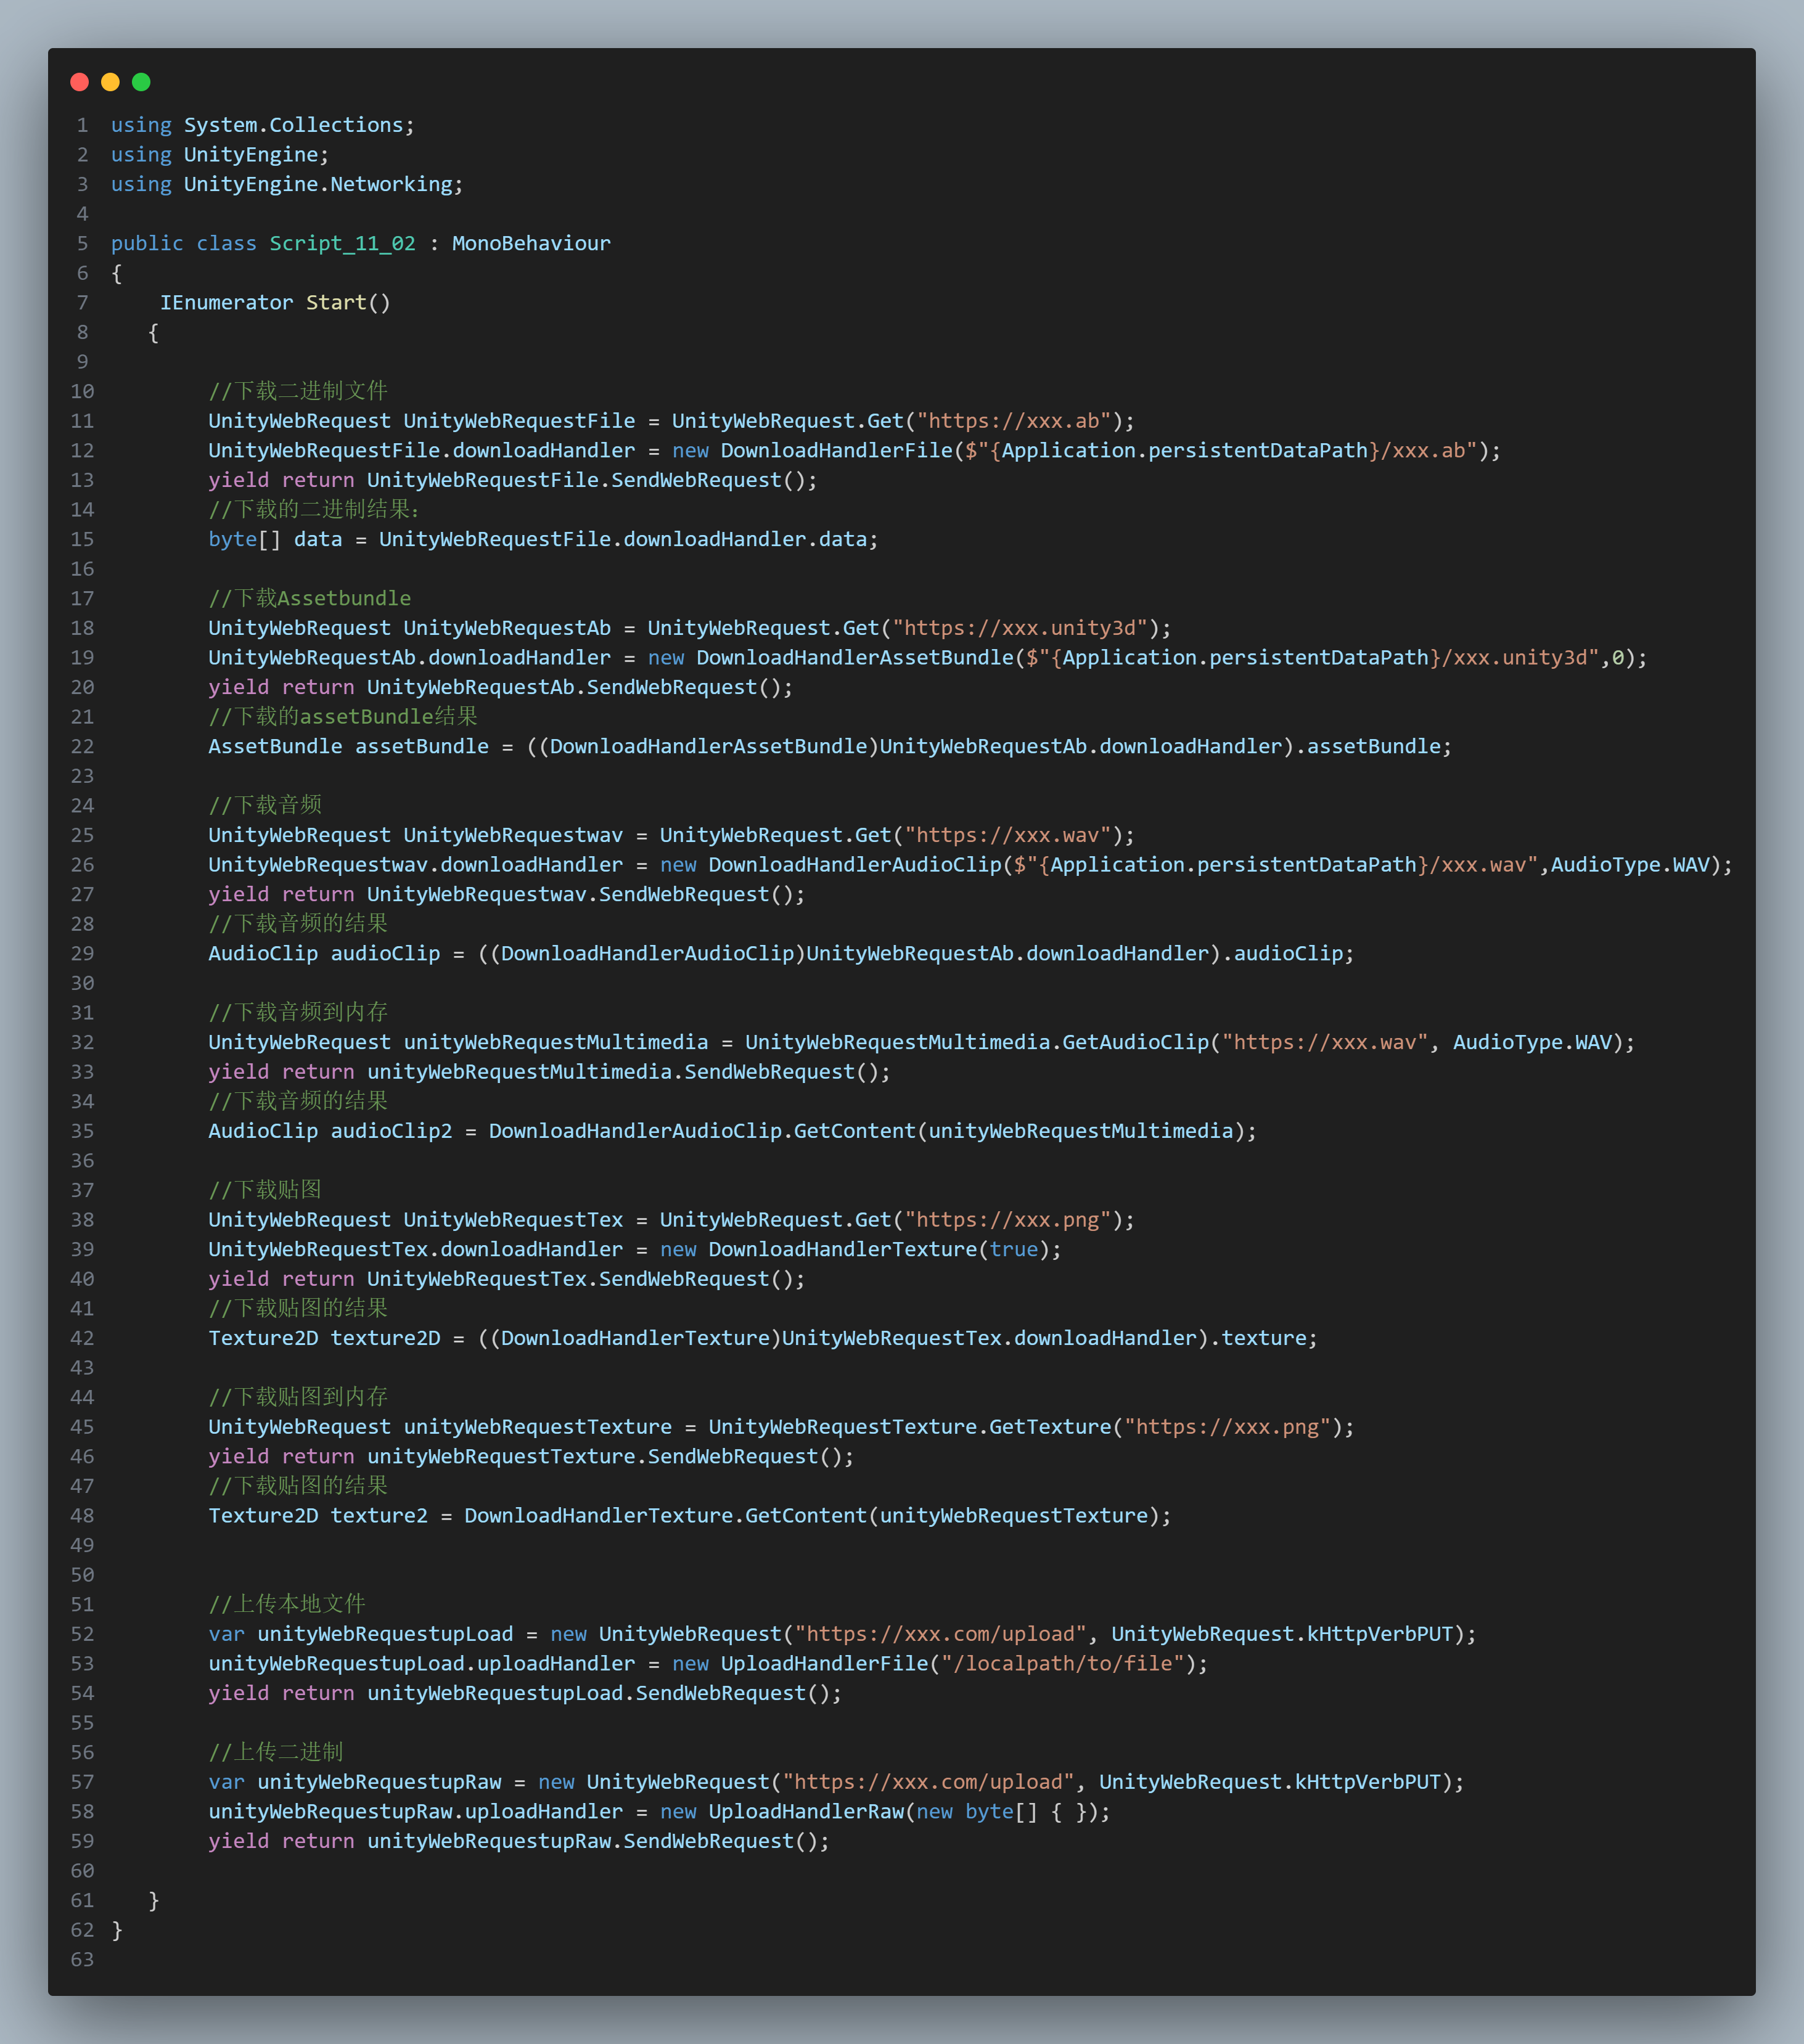 1 using System.Collections;
2 using UnityEngine;
3 using UnityEngine.Networking;
4
5 public class Script_11_02 : MonoBehaviour
6 {
7     IEnumerator Start()
8    {
9
10         //下载二进制文件
11         UnityWebRequest UnityWebRequestFile = UnityWebRequest.Get("https://xxx.ab");
12         UnityWebRequestFile.downloadHandler = new DownloadHandlerFile($"{Application.persistentDataPath}/xxx.ab");
13         yield return UnityWebRequestFile.SendWebRequest();
14         //下载的二进制结果：
15         byte[] data = UnityWebRequestFile.downloadHandler.data;
16
17         //下载Assetbundle
18         UnityWebRequest UnityWebRequestAb = UnityWebRequest.Get("https://xxx.unity3d");
19         UnityWebRequestAb.downloadHandler = new DownloadHandlerAssetBundle($"{Application.persistentDataPath}/xxx.unity3d",0);
20         yield return UnityWebRequestAb.SendWebRequest();
21         //下载的assetBundle结果
22         AssetBundle assetBundle = ((DownloadHandlerAssetBundle)UnityWebRequestAb.downloadHandler).assetBundle;
23
24         //下载音频
25         UnityWebRequest UnityWebRequestwav = UnityWebRequest.Get("https://xxx.wav");
26         UnityWebRequestwav.downloadHandler = new DownloadHandlerAudioClip($"{Application.persistentDataPath}/xxx.wav",AudioType.WAV);
27         yield return UnityWebRequestwav.SendWebRequest();
28         //下载音频的结果
29         AudioClip audioClip = ((DownloadHandlerAudioClip)UnityWebRequestAb.downloadHandler).audioClip;
30
31         //下载音频到内存
32         UnityWebRequest unityWebRequestMultimedia = UnityWebRequestMultimedia.GetAudioClip("https://xxx.wav", AudioType.WAV);
33         yield return unityWebRequestMultimedia.SendWebRequest();
34         //下载音频的结果
35         AudioClip audioClip2 = DownloadHandlerAudioClip.GetContent(unityWebRequestMultimedia);
36
37         //下载贴图
38         UnityWebRequest UnityWebRequestTex = UnityWebRequest.Get("https://xxx.png");
39         UnityWebRequestTex.downloadHandler = new DownloadHandlerTexture(true);
40         yield return UnityWebRequestTex.SendWebRequest();
41         //下载贴图的结果
42         Texture2D texture2D = ((DownloadHandlerTexture)UnityWebRequestTex.downloadHandler).texture;
43
44         //下载贴图到内存
45         UnityWebRequest unityWebRequestTexture = UnityWebRequestTexture.GetTexture("https://xxx.png");
46         yield return unityWebRequestTexture.SendWebRequest();
47         //下载贴图的结果
48         Texture2D texture2 = DownloadHandlerTexture.GetContent(unityWebRequestTexture);
49
50
51         //上传本地文件
52         var unityWebRequestupLoad = new UnityWebRequest("https://xxx.com/upload", UnityWebRequest.kHttpVerbPUT);
53         unityWebRequestupLoad.uploadHandler = new UploadHandlerFile("/localpath/to/file");
54         yield return unityWebRequestupLoad.SendWebRequest();
55
56         //上传二进制
57         var unityWebRequestupRaw = new UnityWebRequest("https://xxx.com/upload", UnityWebRequest.kHttpVerbPUT);
58         unityWebRequestupRaw.uploadHandler = new UploadHandlerRaw(new byte[] { });
59         yield return unityWebRequestupRaw.SendWebRequest();
60
61    }
62 }
63